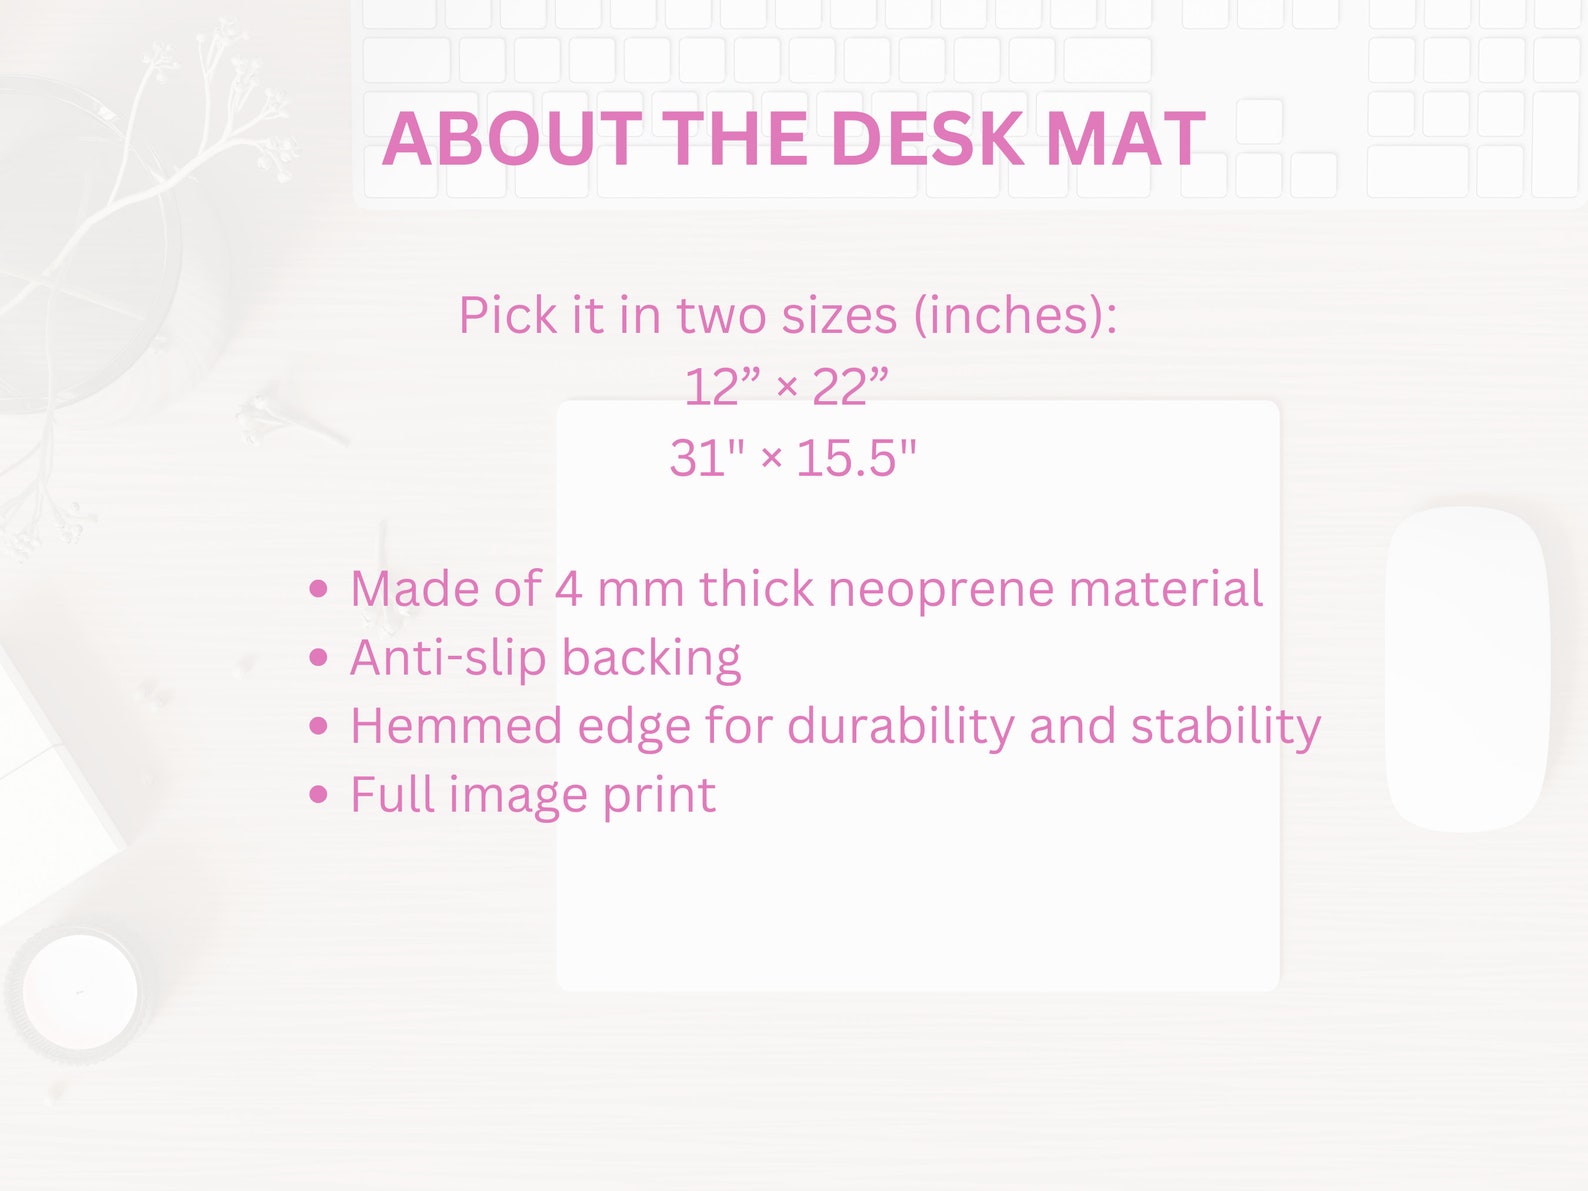 ABOUT THE DESK MAT
Pick it in two sizes (inches):
12” × 22”
31" × 15.5"
• Made of 4 mm thick neoprene material
• Anti-slip backing
• Hemmed edge for durability and stability
• Full image print